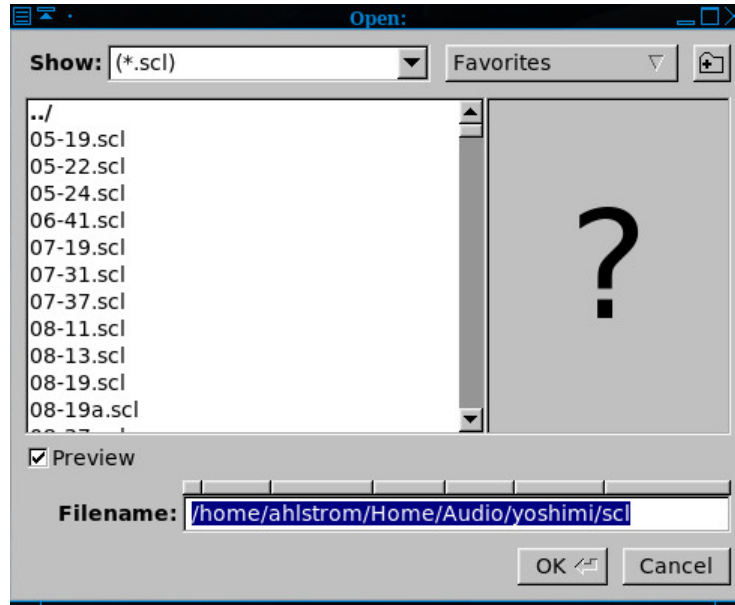 Open:
Show: (*.scl) Favorites
../
05-19.scl
05-22.scl
05-24.scl
06-41.scl
07-19.scl
07-31.scl
07-37.scl
08-11.scl
08-13.scl
08-19.scl
08-19a.scl
?
Preview
Filename: /home/ahlstrom/Home/Audio/yoshimi/scl
OK Cancel